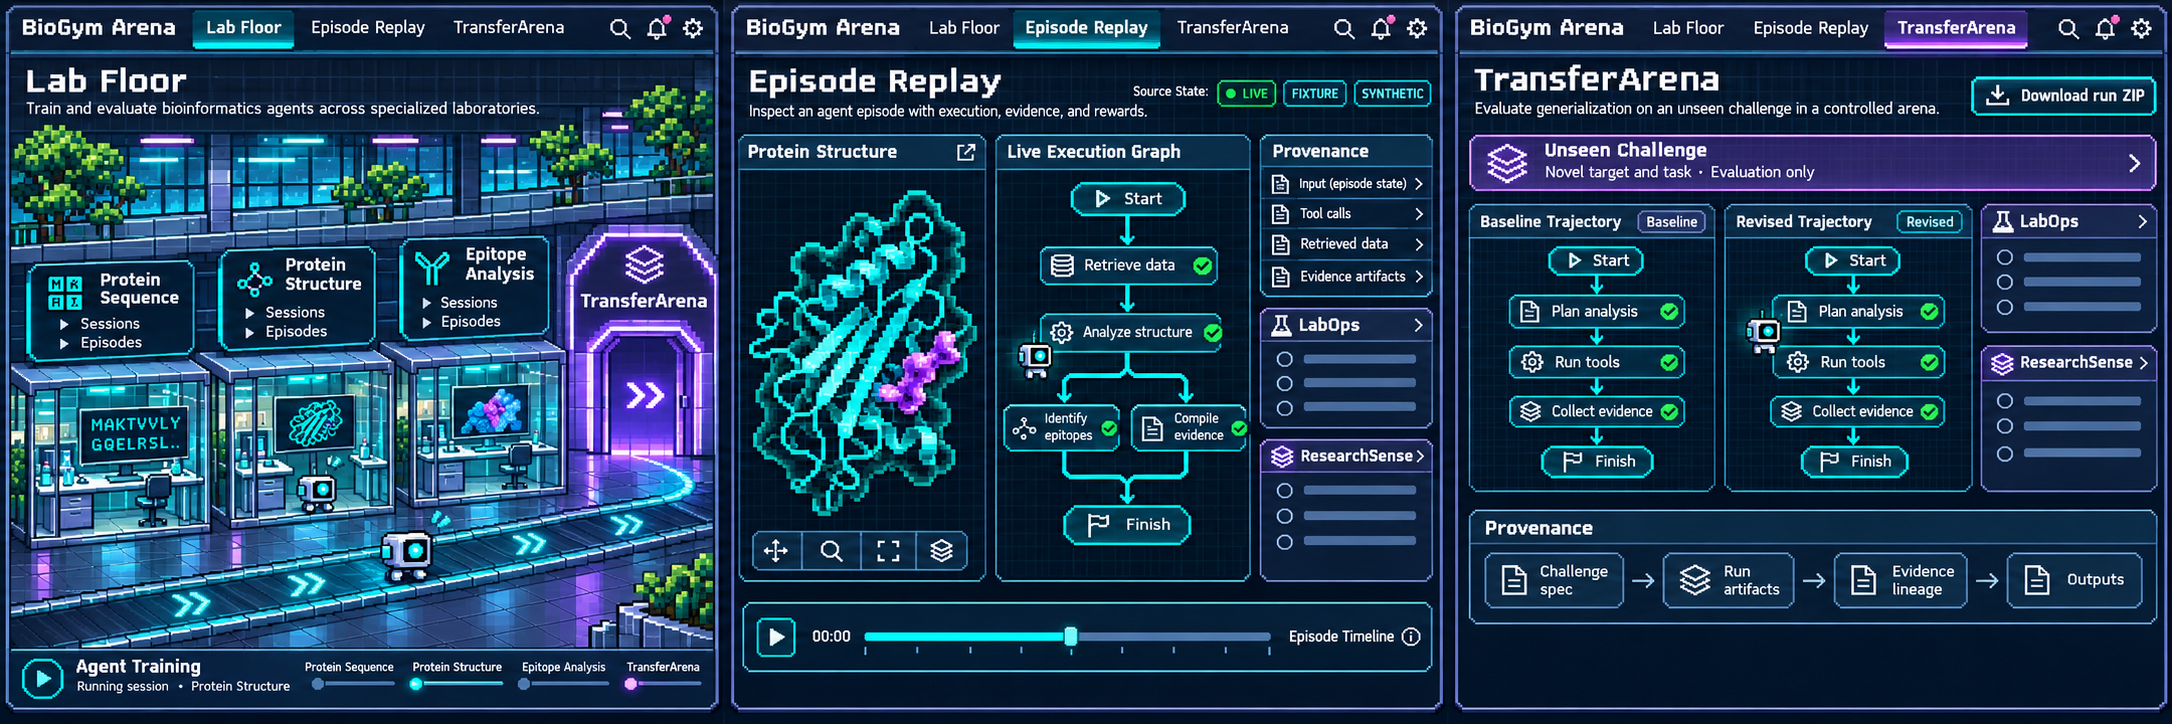 BioGym Arena Lab Floor Episode Replay TransferArena
Lab Floor
Train and evaluate bioinformatics agents across specialized laboratories.
Protein
Sequence
Sessions
Episodes
Protein
Structure
Sessions
Episodes
Epitope
Analysis
Sessions
Episodes
TransferArena
MAKTVVLY
GQELRSL..
Agent Training
Running session • Protein Structure
Protein Sequence Protein Structure Epitope Analysis TransferArena
BioGym Arena Lab Floor Episode Replay TransferArena
Episode Replay
Inspect an agent episode with execution, evidence, and rewards.
Source State: LIVE FIXTURE SYNTHETIC
Protein Structure
Live Execution Graph
Start
Retrieve data
Analyze structure
Identify
epitopes
Compile
evidence
Finish
Provenance
Input (episode state)
Tool calls
Retrieved data
Evidence artifacts
LabOps
ResearchSense
00:00 Episode Timeline
BioGym Arena Lab Floor Episode Replay TransferArena
TransferArena
Evaluate generialization on an unseen challenge in a controlled arena.
Download run ZIP
Unseen Challenge
Novel target and task • Evaluation only
Baseline Trajectory Baseline
Start
Plan analysis
Run tools
Collect evidence
Finish
Revised Trajectory Revised
Start
Plan analysis
Run tools
Collect evidence
Finish
LabOps
ResearchSense
Provenance
Challenge
spec
Run
artifacts
Evidence
lineage
Outputs